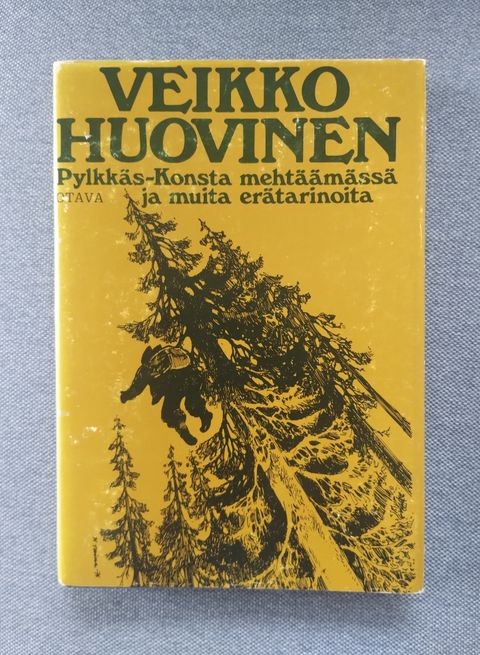 VEIKKO
HUOVINEN
Pylkkäs-Konsta mehtäämässä
OTAVA ja muita erätarinoita